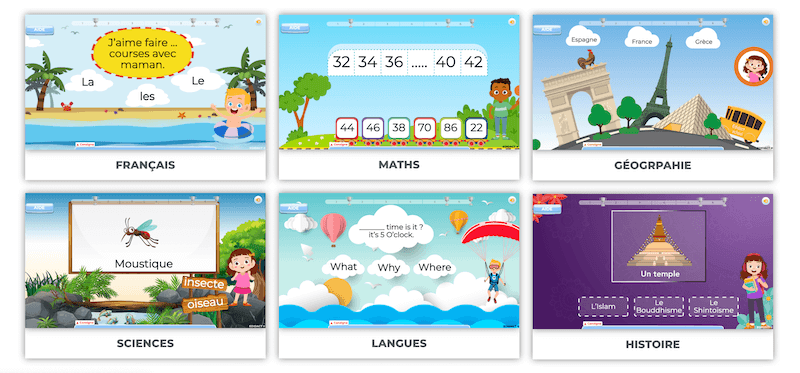 J'aime faire ...
courses avec
maman.
La
Le
les
FRANÇAIS
32 34 36 ..... 40 42
44 46 38 70 86 22
MATHS
Espagne
France
Grèce
GÉOGRPAHIE
Moustique
insecte
oiseau
SCIENCES
______ time is it ?
it's 5 O'clock.
What
Why
Where
LANGUES
Un temple
L'Islam
Le
Bouddhisme
Le
Shintoïsme
HISTOIRE